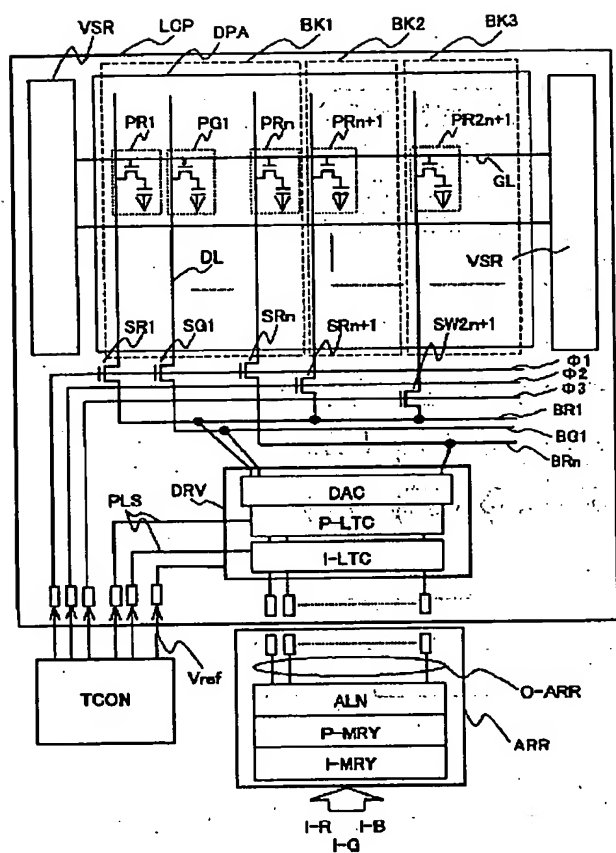 VSR LCP DPA BK1 BK2 BK3
PR1 PG1 PRn PRn+1 PR2n+1
GL
DL
VSR
SR1 SG1 SRn SRn+1 SW2n+1
Φ1
Φ2
Φ3
BR1
BG1
BRn
DRV
DAC
PLS
P-LTC
I-LTC
Vref
TCON
O-ARR
ALN
P-MRY
I-MRY
ARR
I-R I-B
I-G